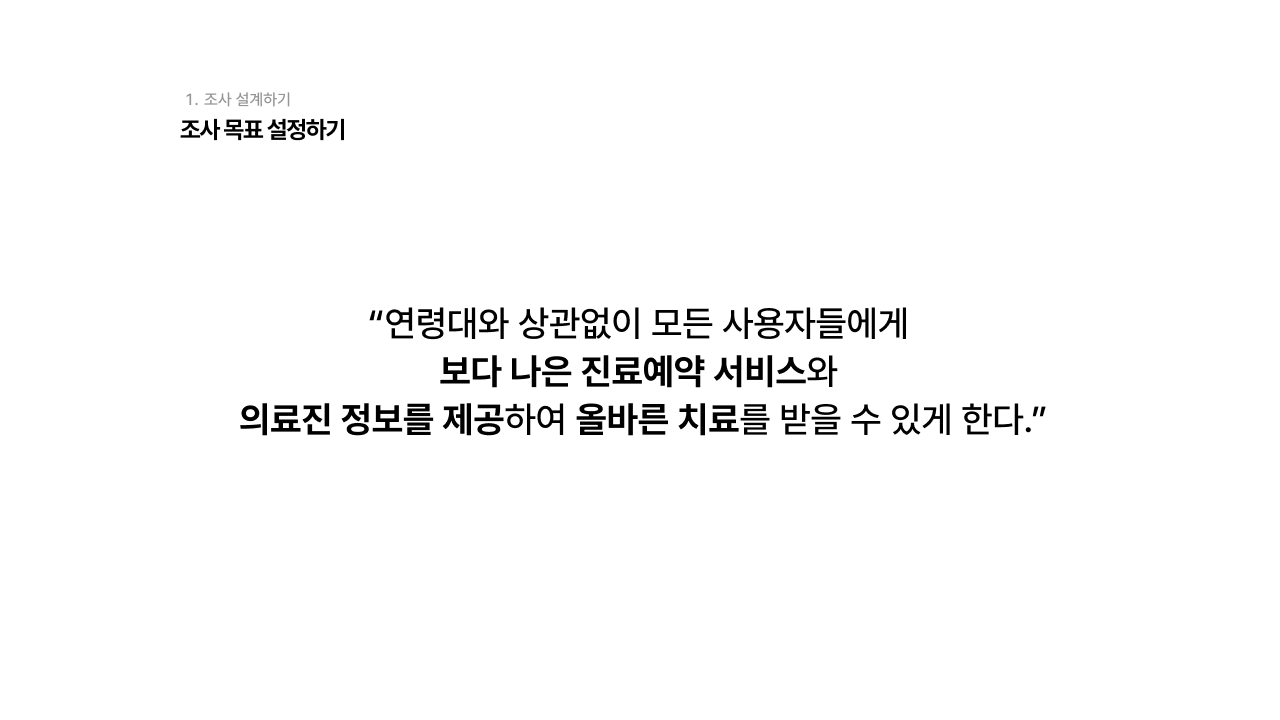 1. 조사 설계하기
조사 목표 설정하기
“연령대와 상관없이 모든 사용자들에게
보다 나은 진료예약 서비스와
의료진 정보를 제공하여 올바른 치료를 받을 수 있게 한다.”